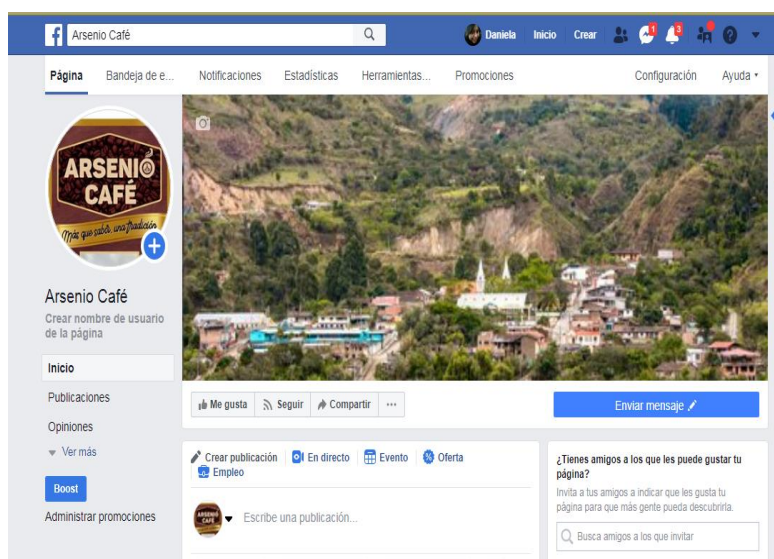 Arsenio Café
Daniela
Inicio
Crear
1
3
Página
Bandeja de e...
Notificaciones
Estadísticas
Herramientas...
Promociones
Configuración
Ayuda
ARSENIO
CAFÉ
Más que sabor, una tradición
Arsenio Café
Crear nombre de usuario
de la página
Inicio
Publicaciones
Opiniones
Ver más
Boost
Administrar promociones
Me gusta
Seguir
Compartir
Enviar mensaje
Crear publicación
En directo
Evento
Oferta
Empleo
ARSENIO
CAFÉ
Escribe una publicación...
¿Tienes amigos a los que les puede gustar tu
página?
Invita a tus amigos a indicar que les gusta tu
página para que más gente pueda descubrirla.
Busca amigos a los que invitar